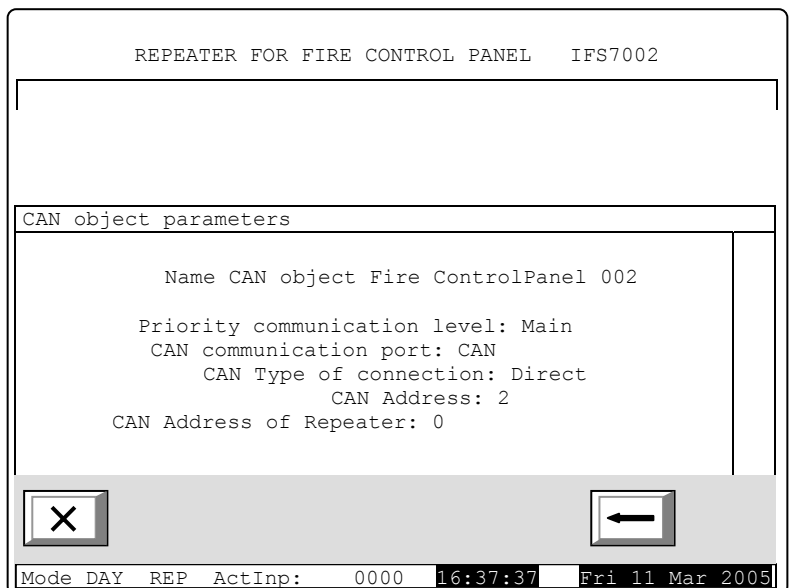 REPEATER FOR FIRE CONTROL PANEL IFS7002
CAN object parameters
Name CAN object Fire ControlPanel 002
Priority communication level: Main
CAN communication port: CAN
CAN Type of connection: Direct
CAN Address: 2
CAN Address of Repeater: 0
Mode DAY REP ActInp: 0000 16:37:37 Fri 11 Mar 2005